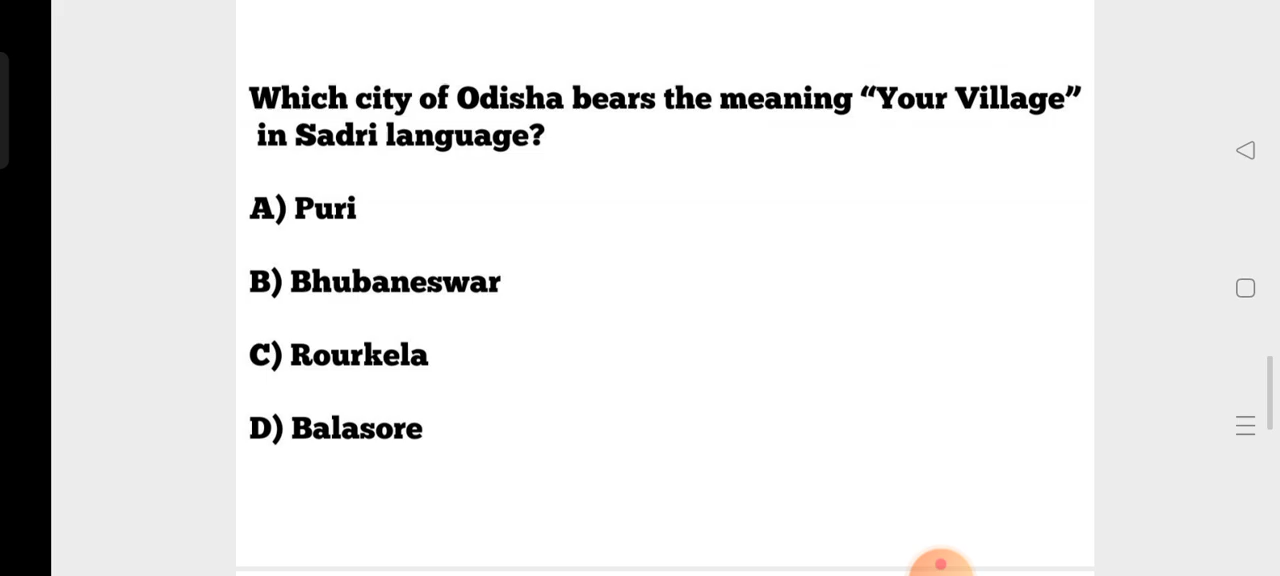 Which city of Odisha bears the meaning “Your Village”
in Sadri language?
A) Puri
B) Bhubaneswar
C) Rourkela
D) Balasore